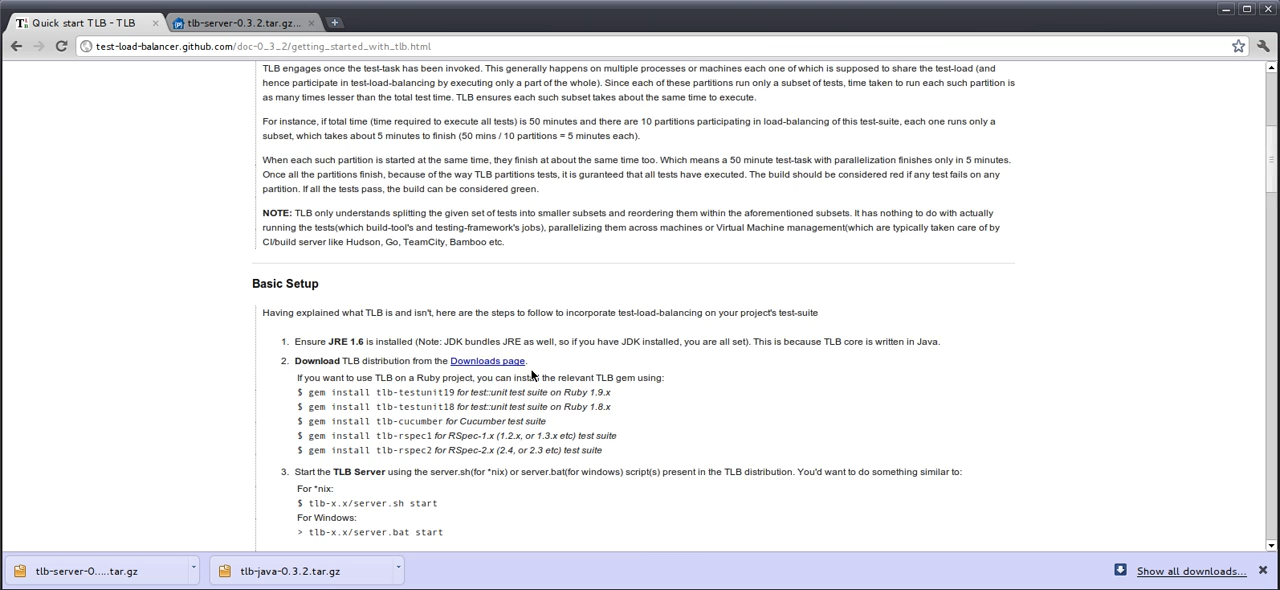 Quick start TLB - TLB
tlb-server-0.3.2.tar.gz...
test-load-balancer.github.com/doc-0_3_2/getting_started_with_tlb.html
TLB engages once the test-task has been invoked. This generally happens on multiple processes or machines each one of which is supposed to share the test-load (and
hence participate in test-load-balancing by executing only a part of the whole). Since each of these partitions run only a subset of tests, time taken to run each such partition is
as many times lesser than the total test time. TLB ensures each such subset takes about the same time to execute.
For instance, if total time (time required to execute all tests) is 50 minutes and there are 10 partitions participating in load-balancing of this test-suite, each one runs only a
subset, which takes about 5 minutes to finish (50 mins / 10 partitions = 5 minutes each).
When each such partition is started at the same time, they finish at about the same time too. Which means a 50 minute test-task with parallelization finishes only in 5 minutes.
Once all the partitions finish, because of the way TLB partitions tests, it is guranteed that all tests have executed. The build should be considered red if any test fails on any
partition. If all the tests pass, the build can be considered green.
NOTE: TLB only understands splitting the given set of tests into smaller subsets and reordering them within the aforementioned subsets. It has nothing to do with actually
running the tests(which build-tool's and testing-framework's jobs), parallelizing them across machines or Virtual Machine management(which are typically taken care of by
CI/build server like Hudson, Go, TeamCity, Bamboo etc.
Basic Setup
Having explained what TLB is and isn't, here are the steps to follow to incorporate test-load-balancing on your project's test-suite
1. Ensure JRE 1.6 is installed (Note: JDK bundles JRE as well, so if you have JDK installed, you are all set). This is because TLB core is written in Java.
2. Download TLB distribution from the Downloads page.
If you want to use TLB on a Ruby project, you can install the relevant TLB gem using:
$ gem install tlb-testunit19 for test::unit test suite on Ruby 1.9.x
$ gem install tlb-testunit18 for test::unit test suite on Ruby 1.8.x
$ gem install tlb-cucumber for Cucumber test suite
$ gem install tlb-rspec1 for RSpec-1.x (1.2.x, or 1.3.x etc) test suite
$ gem install tlb-rspec2 for RSpec-2.x (2.4, or 2.3 etc) test suite
3. Start the TLB Server using the server.sh(for *nix) or server.bat(for windows) script(s) present in the TLB distribution. You'd want to do something similar to:
For *nix:
$ tlb-x.x/server.sh start
For Windows:
> tlb-x.x/server.bat start
tlb-server-0.....tar.gz
tlb-java-0.3.2.tar.gz
Show all downloads...